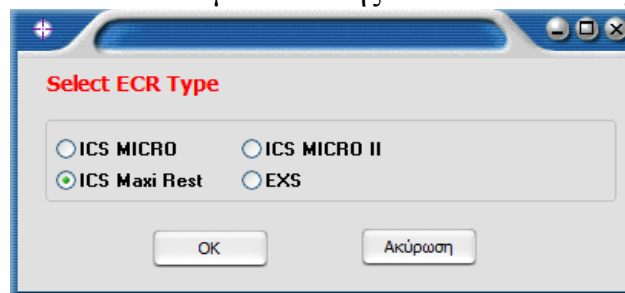 Select ECR Type
ICS MICRO ICS MICRO II
ICS Maxi Rest EXS
OK Ακύρωση